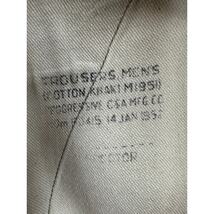 TROUSERS, MEN'S
(COTTON KHAKI M1951)
PROGRESSIVE C&A MFG. CO.
14 JAN 1952